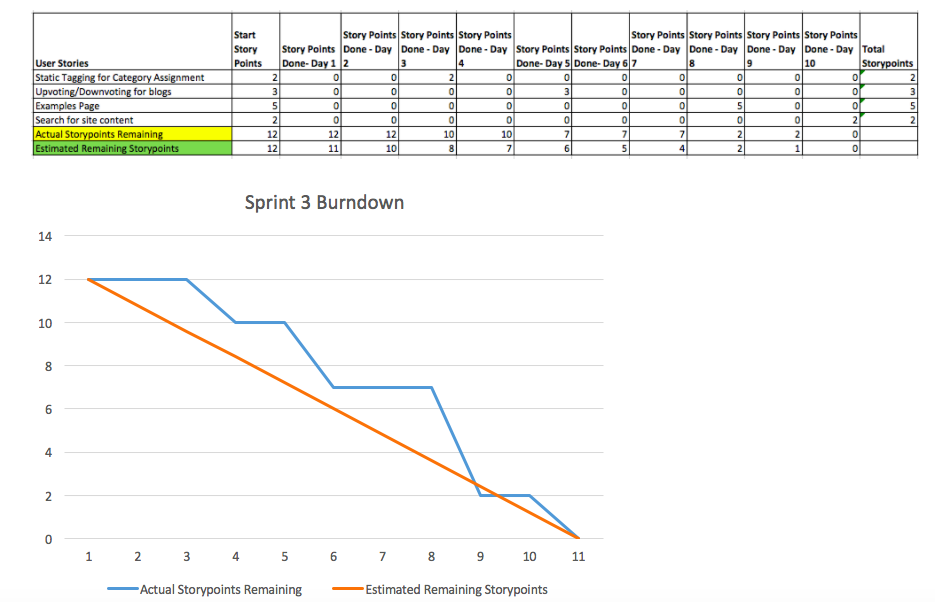 User Stories Start Story Points Story Points Done- Day 1 Story Points Done - Day 2 Story Points Done - Day 3 Story Points Done - Day 4 Story Points Done- Day 5 Story Points Done- Day 6 Story Points Done - Day 7 Story Points Done - Day 8 Story Points Done - Day 9 Story Points Done - Day 10 Total Storypoints
Static Tagging for Category Assignment 2 0 0 2 0 0 0 0 0 0 0 2
Upvoting/Downvoting for blogs 3 0 0 0 0 3 0 0 0 0 0 3
Examples Page 5 0 0 0 0 0 0 0 5 0 0 5
Search for site content 2 0 0 0 0 0 0 0 0 0 2 2
Actual Storypoints Remaining 12 12 12 10 10 7 7 7 2 2 0
Estimated Remaining Storypoints 12 11 10 8 7 6 5 4 2 1 0
Sprint 3 Burndown
14
12
10
8
6
4
2
0
1 2 3 4 5 6 7 8 9 10 11
Actual Storypoints Remaining Estimated Remaining Storypoints